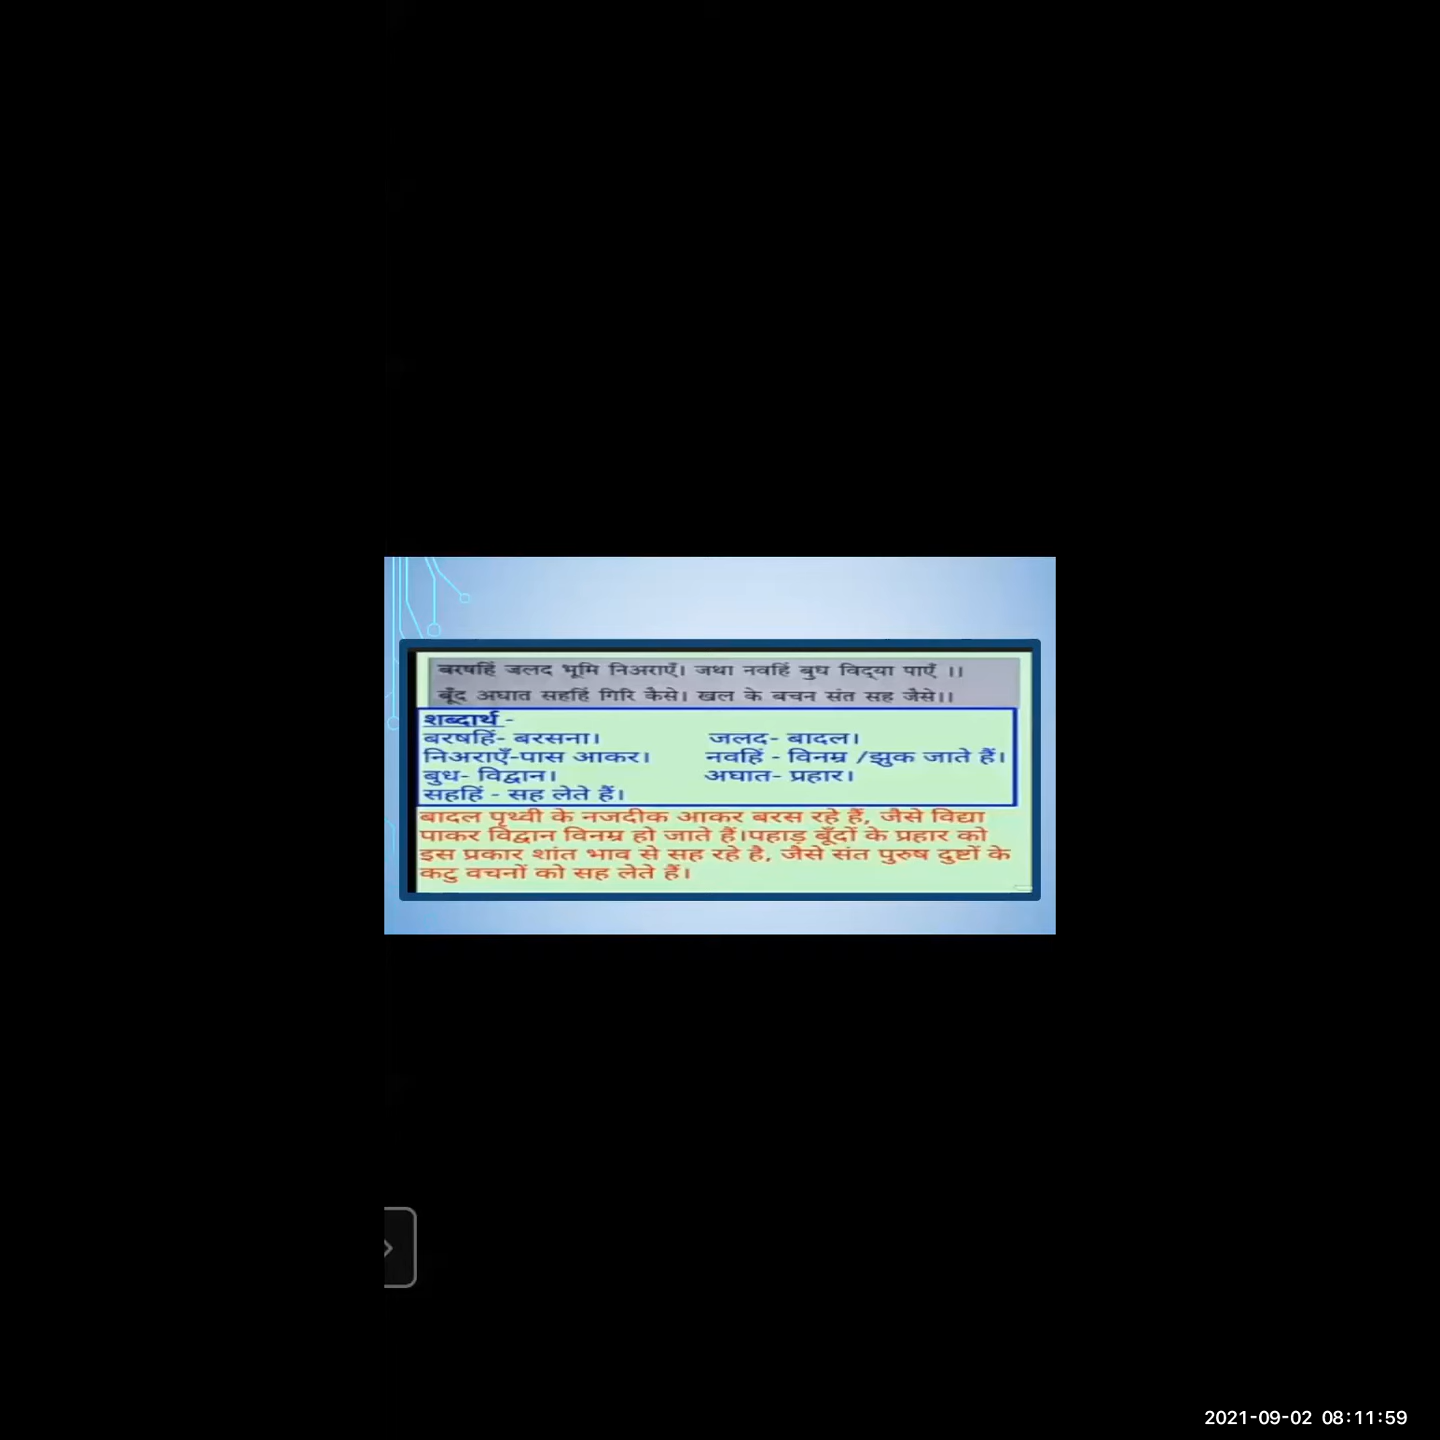 बरषहिं जलद भूमि निअराएँ। जथा नवहिं बुध विद्‌या पाएँ ।।
बूँद अघात सहहिं गिरि कैसे। खल के बचन संत सह जैसे।।
शब्दार्थ -
बरषहिं- बरसना। जलद- बादल।
निअराएँ-पास आकर। नवहिं - विनम्र /झुक जाते हैं।
बुध- विद्वान। अघात- प्रहार।
सहहिं - सह लेते हैं।
बादल पृथ्वी के नजदीक आकर बरस रहे हैं, जैसे विद्या
पाकर विद्वान विनम्र हो जाते हैं।पहाड़ बूँदों के प्रहार को
इस प्रकार शांत भाव से सह रहे है, जैसे संत पुरुष दुष्टों के
कटु वचनों को सह लेते हैं।
2021-09-02 08:11:59